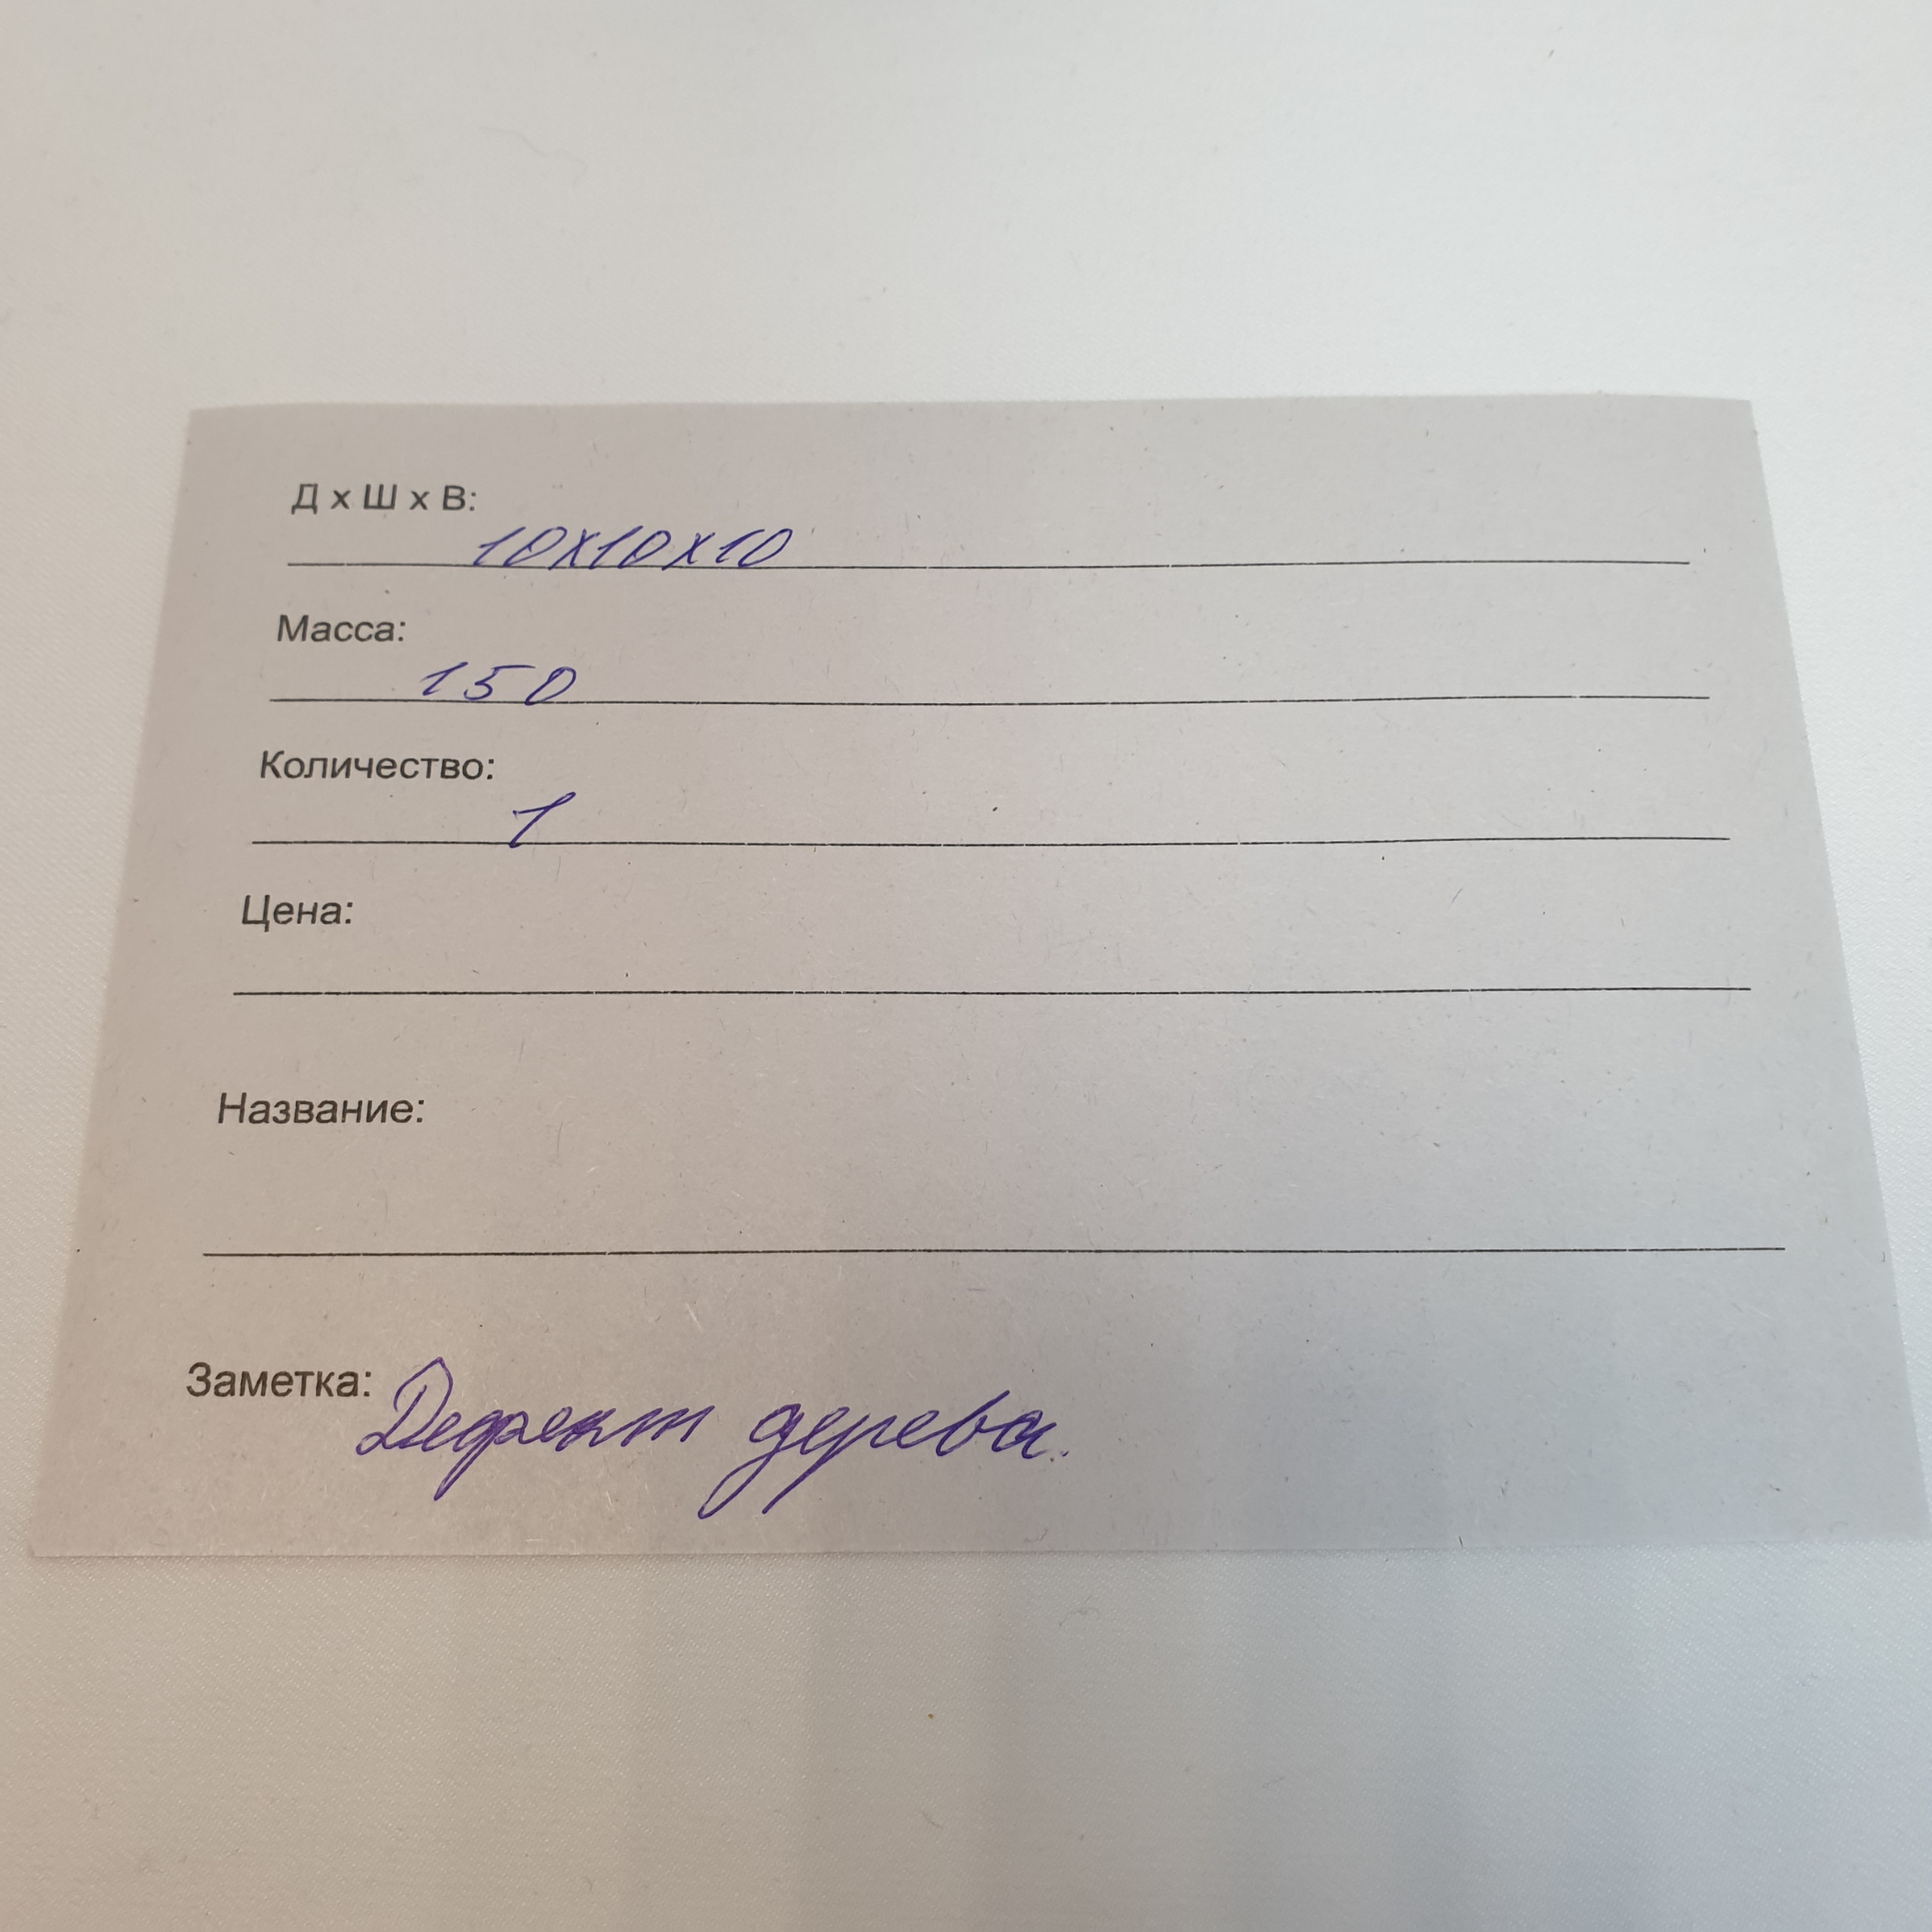 Д х Ш х В:
10х10х10
Масса:
150
Количество:
1
Цена:
Название:
Заметка: Дефект дерева.